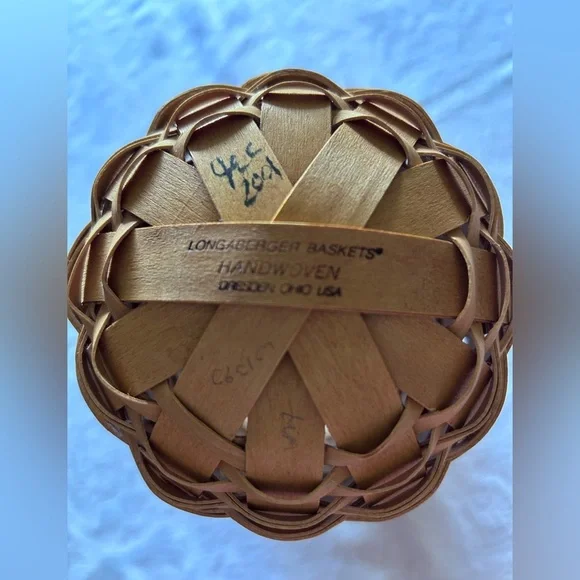 2001
LONGABERGER BASKETS®
HANDWOVEN
DRESDEN OHIO USA